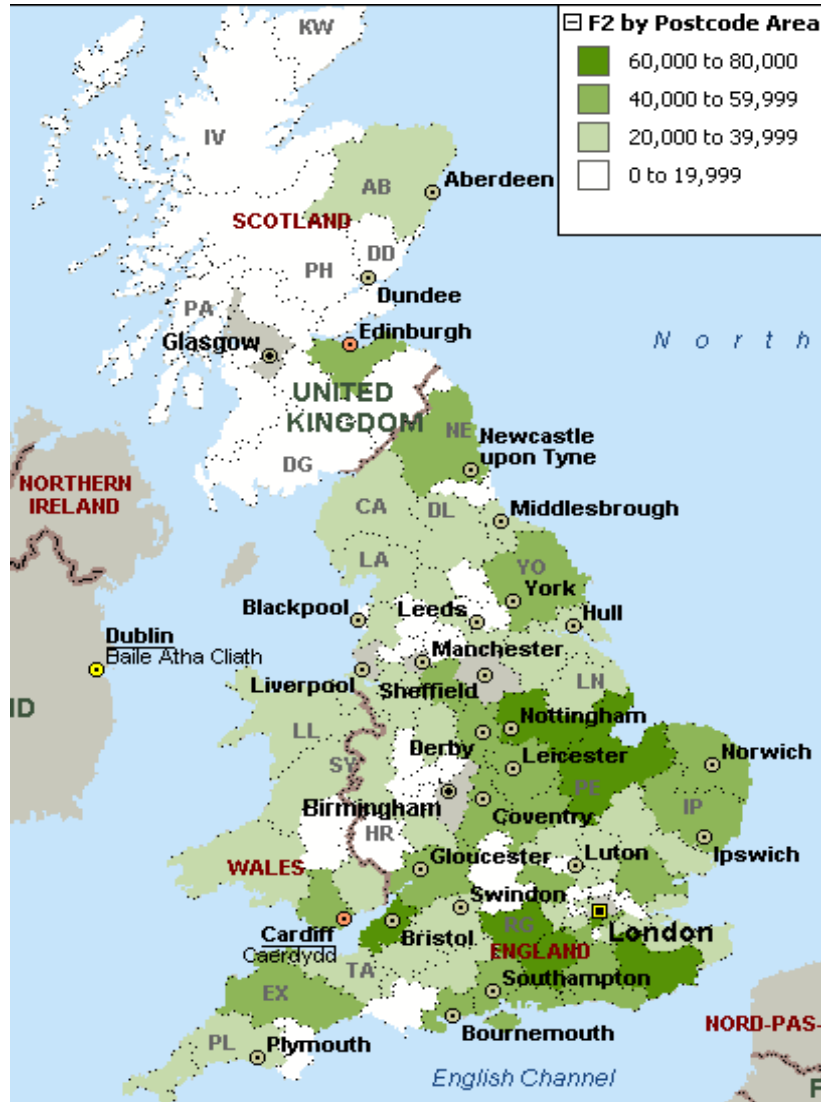 F2 by Postcode Area
60,000 to 80,000
40,000 to 59,999
20,000 to 39,999
0 to 19,999
KW
IV
AB
Aberdeen
SCOTLAND
DD
PH
Dundee
PA
Edinburgh
Glasgow
North
UNITED
KINGDOM
NE
Newcastle
upon Tyne
DG
NORTHERN
IRELAND
CA
DL
Middlesbrough
LA
YO
York
Blackpool
Leeds
Hull
Dublin
Baile Atha Cliath
Manchester
Liverpool
Sheffield
LN
ID
Nottingham
LL
Derby
SY
Leicester
Norwich
PE
Birmingham
Coventry
IP
HR
Ipswich
WALES
Gloucester
Luton
Swindon
Cardiff
Caerdydd
Bristol
RG
London
ENGLAND
TA
Southampton
EX
Bournemouth
NORD-PAS-
PL
Plymouth
English Channel
F